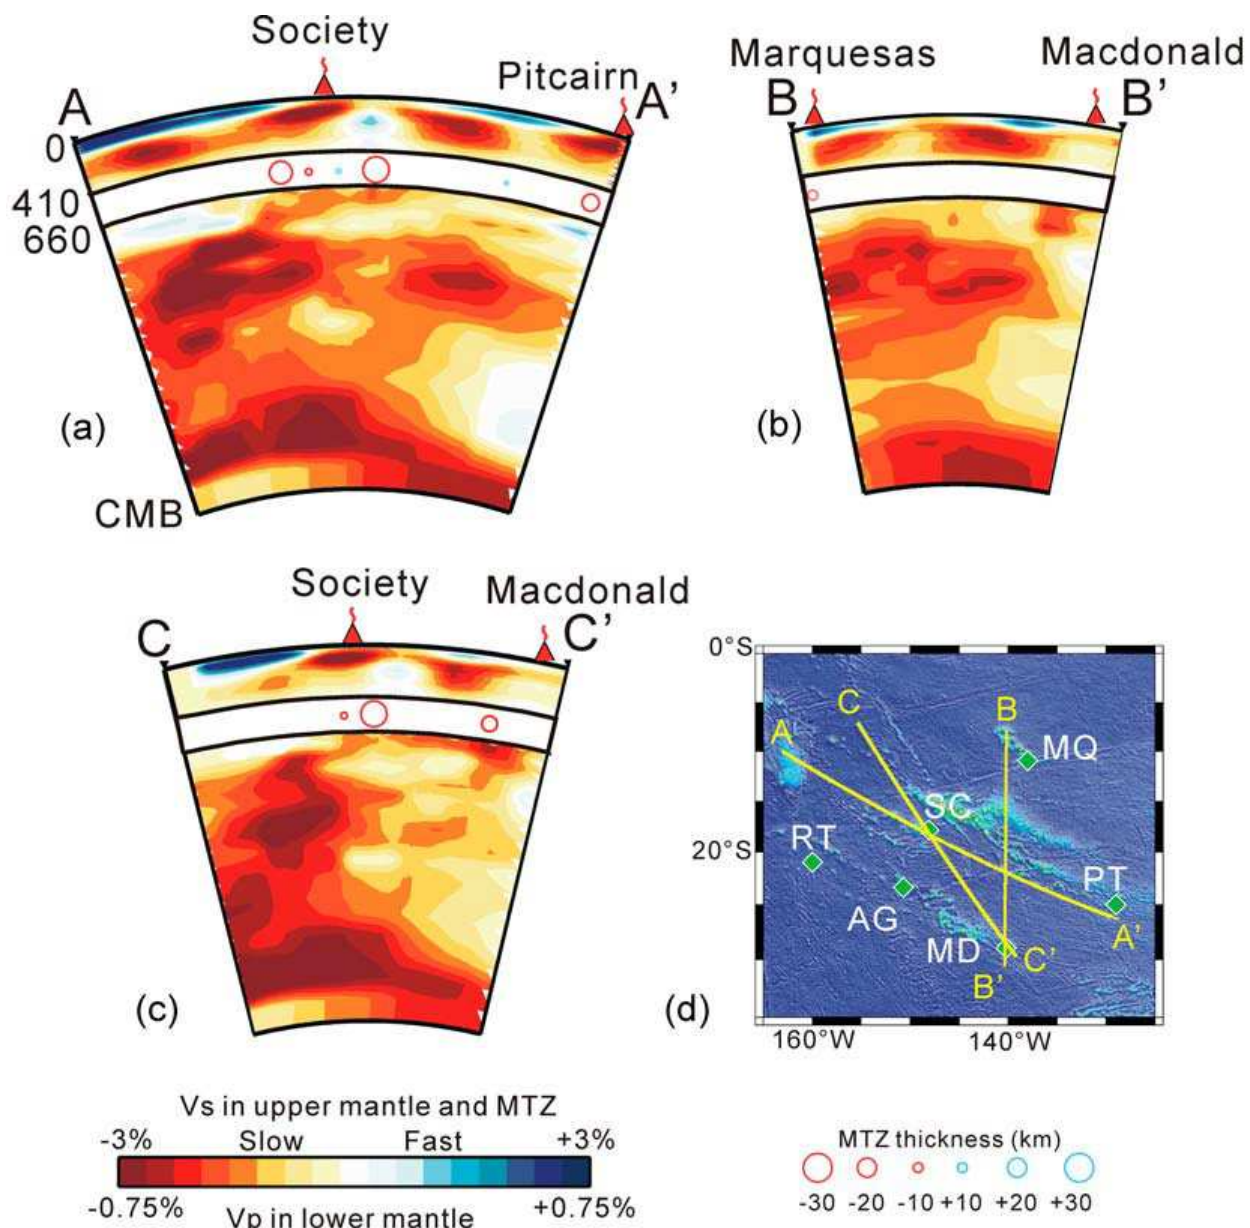 Society
Pitcairn
A
A'
0
410
660
CMB
(a)
Marquesas
Macdonald
B
B'
(b)
Society
Macdonald
C
C'
(c)
0°S
20°S
A
C
B
MQ
SC
RT
PT
AG
MD
A'
B'
C'
(d)
160°W
140°W
Vs in upper mantle and MTZ
-3%
Slow
Fast
+3%
-0.75%
Vp in lower mantle
+0.75%
MTZ thickness (km)
-30
-20
-10
+10
+20
+30